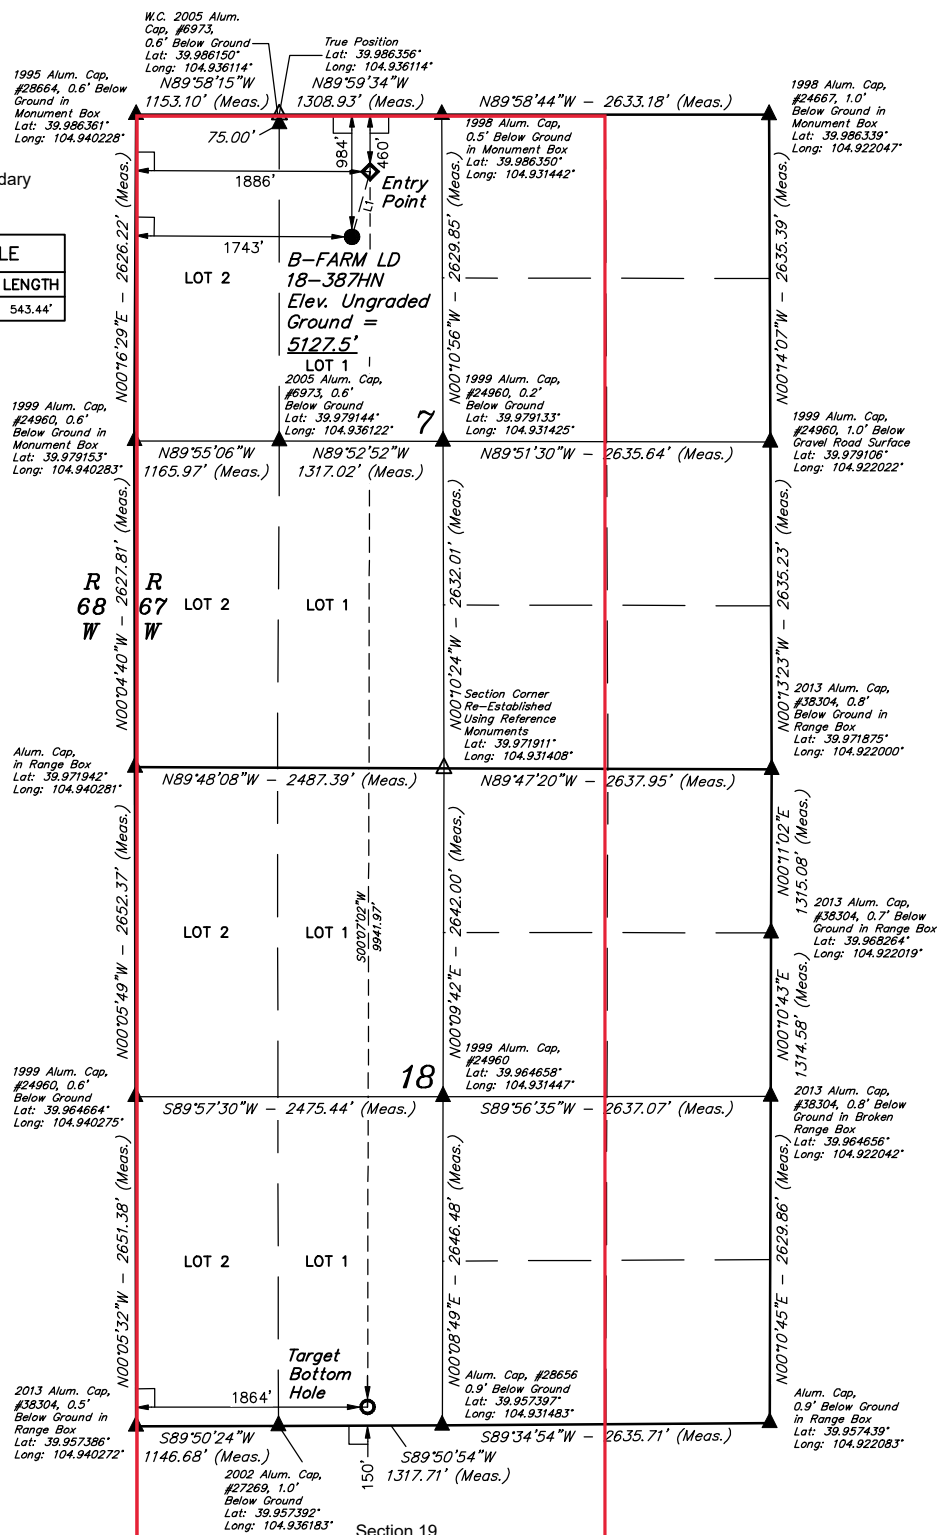 W.C. 2005 Alum.
Cap, #6973,
0.6' Below Ground
Lat: 39.986150°
Long: 104.936114°
True Position
Lat: 39.986356°
Long: 104.936114°
1995 Alum. Cap,
#28664, 0.6' Below
Ground in
Monument Box
Lat: 39.986361°
Long: 104.940228°
N89°58'15"W
1153.10' (Meas.)
N89°59'34"W
1308.93' (Meas.)
N89°58'44"W - 2633.18' (Meas.)
1998 Alum. Cap,
#24667, 1.0'
Below Ground in
Monument Box
Lat: 39.986339°
Long: 104.922047°
75.00'
984'
460'
1998 Alum. Cap,
0.5' Below Ground
in Monument Box
Lat: 39.986350°
Long: 104.931442°
dary
1886'
Entry
Point
L1
1743'
LE
LENGTH
543.44'
N00°16'29"E - 2626.22' (Meas.)
LOT 2
B-FARM LD
18-387HN
Elev. Ungraded
Ground =
5127.5'
LOT 1
N00°10'56"W - 2629.85' (Meas.)
N00°14'07"W - 2635.39' (Meas.)
1999 Alum. Cap,
#24960, 0.6'
Below Ground in
Monument Box
Lat: 39.979153°
Long: 104.940283°
2005 Alum. Cap,
#6973, 0.6'
Below Ground
Lat: 39.979144°
Long: 104.936122°
7
1999 Alum. Cap,
#24960, 0.2'
Below Ground
Lat: 39.979133°
Long: 104.931425°
1999 Alum. Cap,
#24960, 1.0' Below
Gravel Road Surface
Lat: 39.979106°
Long: 104.922022°
N89°55'06"W
1165.97' (Meas.)
N89°52'52"W
1317.02' (Meas.)
N89°51'30"W - 2635.64' (Meas.)
N00°04'40"W - 2627.81' (Meas.)
R
68
W
R
67
W
LOT 2
LOT 1
N00°10'24"W - 2632.01' (Meas.)
N00°13'23"W - 2635.23' (Meas.)
Section Corner
Re-Established
Using Reference
Monuments
Lat: 39.971911°
Long: 104.931408°
2013 Alum. Cap,
#38304, 0.8'
Below Ground in
Range Box
Lat: 39.971875°
Long: 104.922000°
Alum. Cap,
in Range Box
Lat: 39.971942°
Long: 104.940281°
N89°48'08"W - 2487.39' (Meas.)
N89°47'20"W - 2637.95' (Meas.)
N00°05'49"W - 2652.37' (Meas.)
LOT 2
LOT 1
S00°07'02"W
9941.97'
N00°09'42"E - 2642.00' (Meas.)
N00°11'02"E
1315.08' (Meas.)
2013 Alum. Cap,
#38304, 0.7' Below
Ground in Range Box
Lat: 39.968264°
Long: 104.922019°
N00°10'43"E
1314.58' (Meas.)
1999 Alum. Cap,
#24960, 0.6'
Below Ground
Lat: 39.964664°
Long: 104.940275°
18
1999 Alum. Cap,
#24960
Lat: 39.964658°
Long: 104.931447°
2013 Alum. Cap,
#38304, 0.8' Below
Ground in Broken
Range Box
Lat: 39.964656°
Long: 104.922042°
S89°57'30"W - 2475.44' (Meas.)
S89°56'35"W - 2637.07' (Meas.)
N00°05'32"W - 2651.38' (Meas.)
LOT 2
LOT 1
N00°08'49"E - 2646.48' (Meas.)
N00°10'45"E - 2629.86' (Meas.)
Target
Bottom
Hole
1864'
2013 Alum. Cap,
#38304, 0.5'
Below Ground in
Range Box
Lat: 39.957386°
Long: 104.940272°
Alum. Cap, #28656
0.9' Below Ground
Lat: 39.957397°
Long: 104.931483°
Alum. Cap,
0.9' Below Ground
in Range Box
Lat: 39.957439°
Long: 104.922083°
S89°50'24"W
1146.68' (Meas.)
150'
S89°50'54"W
1317.71' (Meas.)
S89°34'54"W - 2635.71' (Meas.)
2002 Alum. Cap,
#27269, 1.0'
Below Ground
Lat: 39.957392°
Long: 104.936183°
Section 19